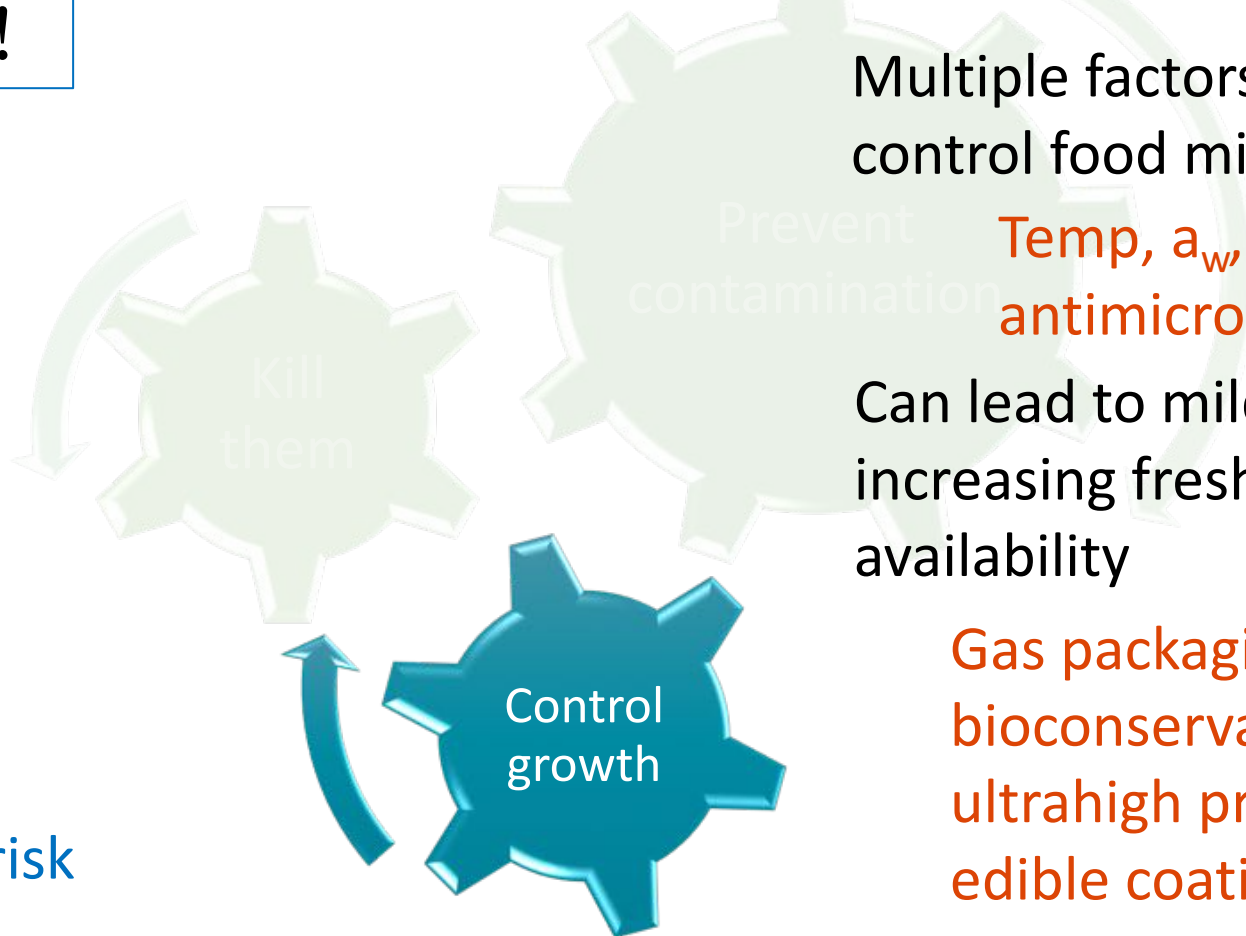 !
Multiple factors
control food mi
Temp, aw,
antimicro
Can lead to mil
increasing fresh
availability
Gas packagi
bioconserva
ultrahigh pr
edible coati
Prevent
contamination
Kill
them
Control
growth
risk